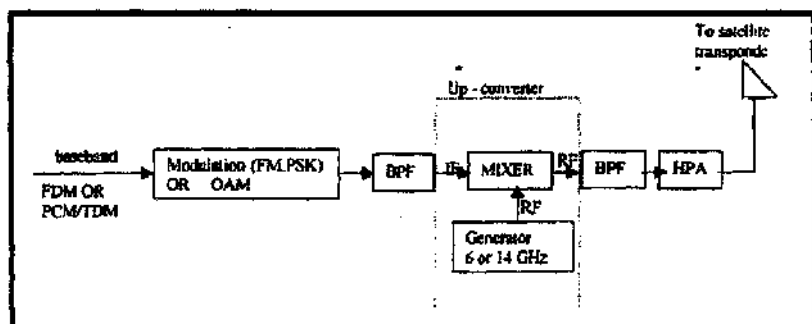 To satellite
transponde
Up - converter
baseband
FDM OR
PCM/TDM
Modulation (FM.PSK)
OR OAM
BPF
IF
MIXER
RF
BPF
HPA
RF
Generator
6 or 14 GHz